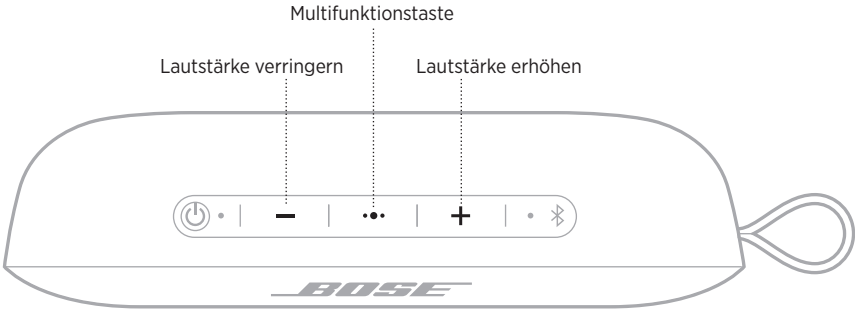 Multifunktionstaste
Lautstärke verringern
Lautstärke erhöhen
BOSE